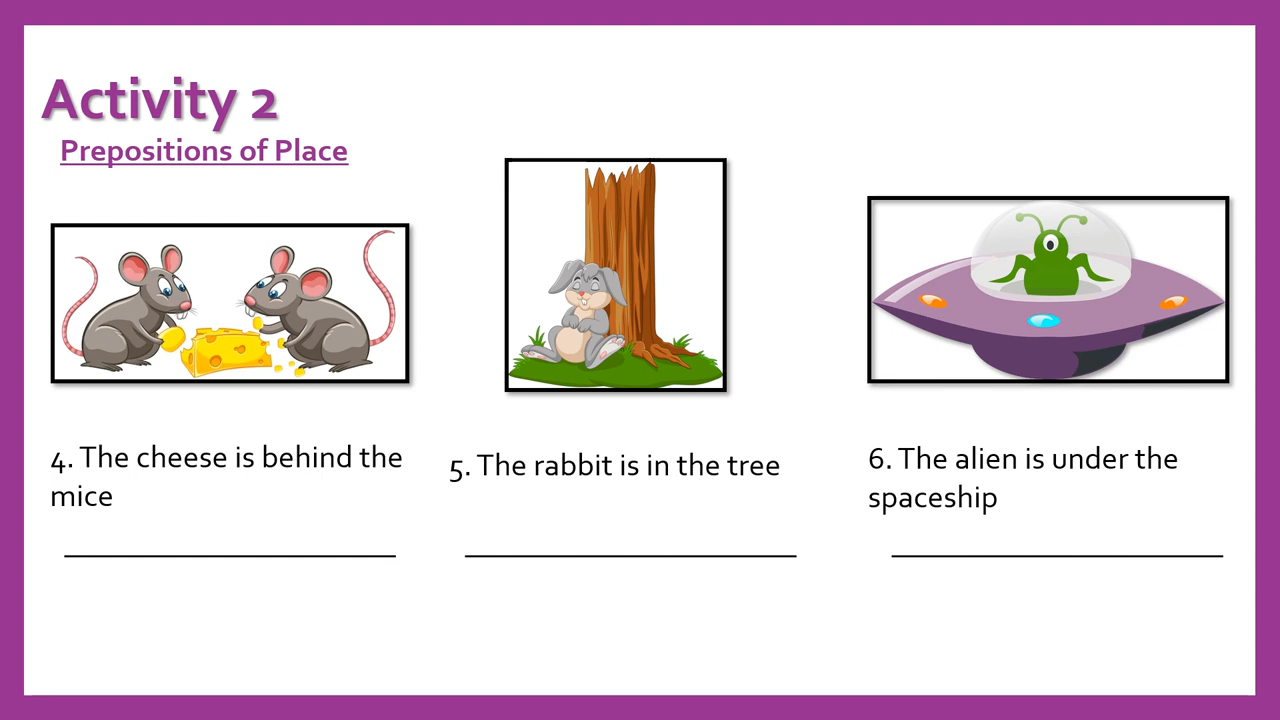 Activity 2
Prepositions of Place
4. The cheese is behind the
mice
5. The rabbit is in the tree
6. The alien is under the
spaceship